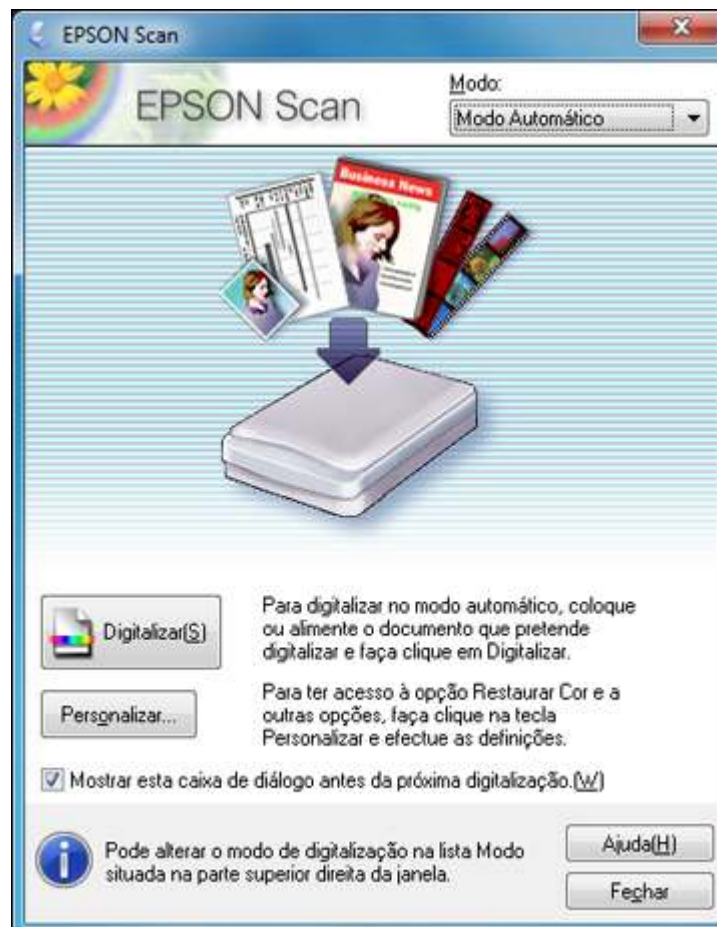 EPSON Scan
EPSON Scan
Modo:
Modo Automático
Business News
Digitalizar(S)
Para digitalizar no modo automático, coloque
ou alimente o documento que pretende
digitalizar e faça clique em Digitalizar.
Personalizar...
Para ter acesso à opção Restaurar Cor e a
outras opções, faça clique na tecla
Personalizar e efectue as definições.
Mostrar esta caixa de diálogo antes da próxima digitalização.(W)
Pode alterar o modo de digitalização na lista Modo
situada na parte superior direita da janela.
Ajuda(H)
Fechar